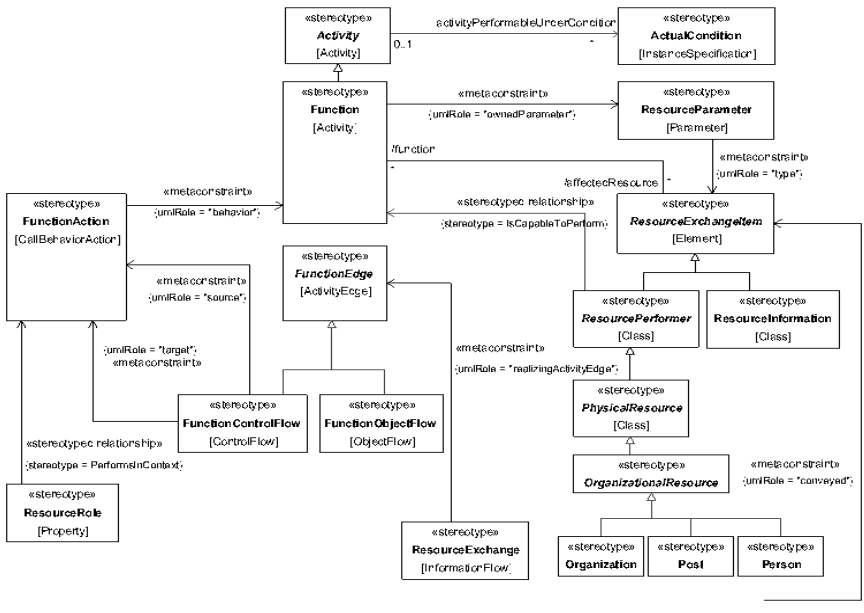 «stereotype»
Activity
[Activity]
activityPerformableUnderCondition
0..1
*
«stereotype»
ActualCondition
[InstanceSpecification]
«stereotype»
Function
[Activity]
«metaconstraint»
{umlRole = "ownedParameter"}
«stereotype»
ResourceParameter
[Parameter]
/function
*
«metaconstraint»
{umlRole = "type"}
/affectedResource
*
«stereotype»
FunctionAction
[CallBehaviorAction]
«metaconstraint»
{umlRole = "behavior"}
«stereotyped relationship»
{stereotype = IsCapableToPerform}
«stereotype»
ResourceExchangeItem
[Element]
«stereotype»
FunctionEdge
[ActivityEdge]
«metaconstraint»
{umlRole = "source"}
«stereotype»
ResourcePerformer
[Class]
«stereotype»
ResourceInformation
[Class]
{umlRole = "target"}
«metaconstraint»
«metaconstraint»
{umlRole = "realizingActivityEdge"}
«stereotype»
PhysicalResource
[Class]
«stereotype»
FunctionControlFlow
[ControlFlow]
«stereotype»
FunctionObjectFlow
[ObjectFlow]
«stereotyped relationship»
{stereotype = PerformsInContext}
«stereotype»
OrganizationalResource
«metaconstraint»
{umlRole = "conveyed"}
«stereotype»
ResourceRole
[Property]
«stereotype»
ResourceExchange
[InformationFlow]
«stereotype»
Organization
«stereotype»
Post
«stereotype»
Person